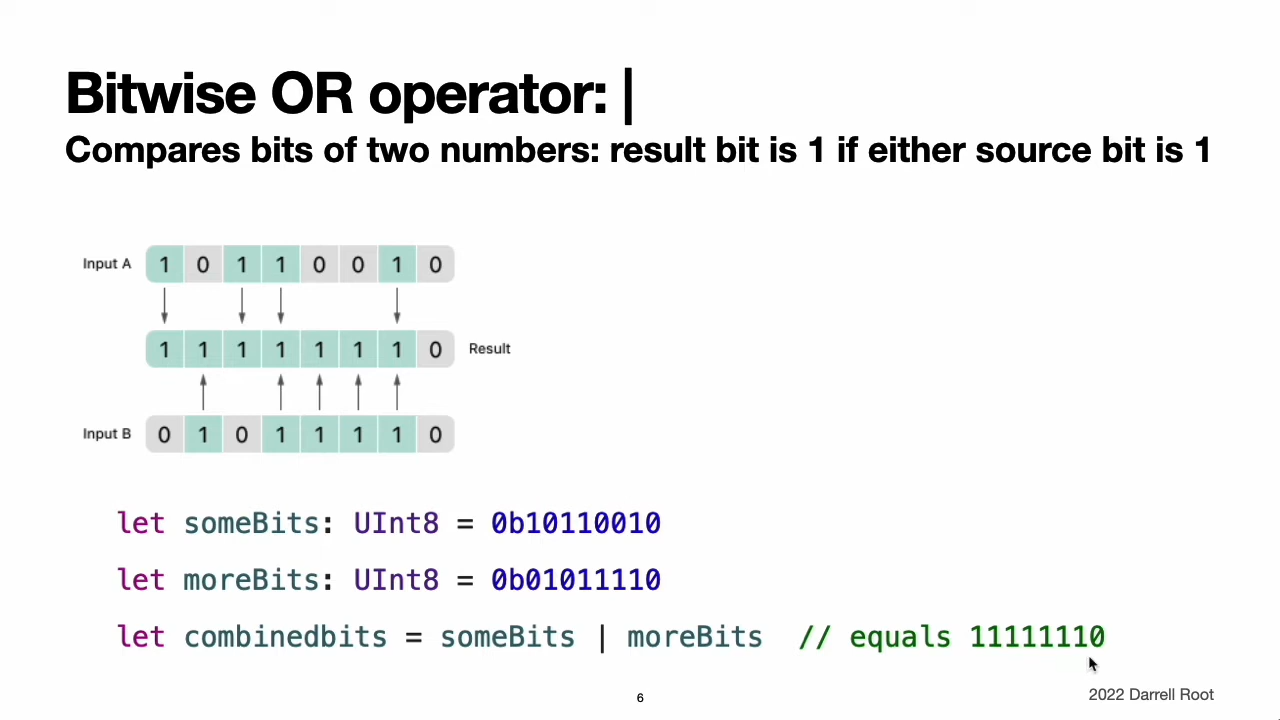 Bitwise OR operator: |
Compares bits of two numbers: result bit is 1 if either source bit is 1
Input A 1 0 1 1 0 0 1 0
1 1 1 1 1 1 1 0 Result
Input B 0 1 0 1 1 1 1 0
let someBits: UInt8 = 0b10110010
let moreBits: UInt8 = 0b01011110
let combinedbits = someBits | moreBits // equals 11111110
6
2022 Darrell Root